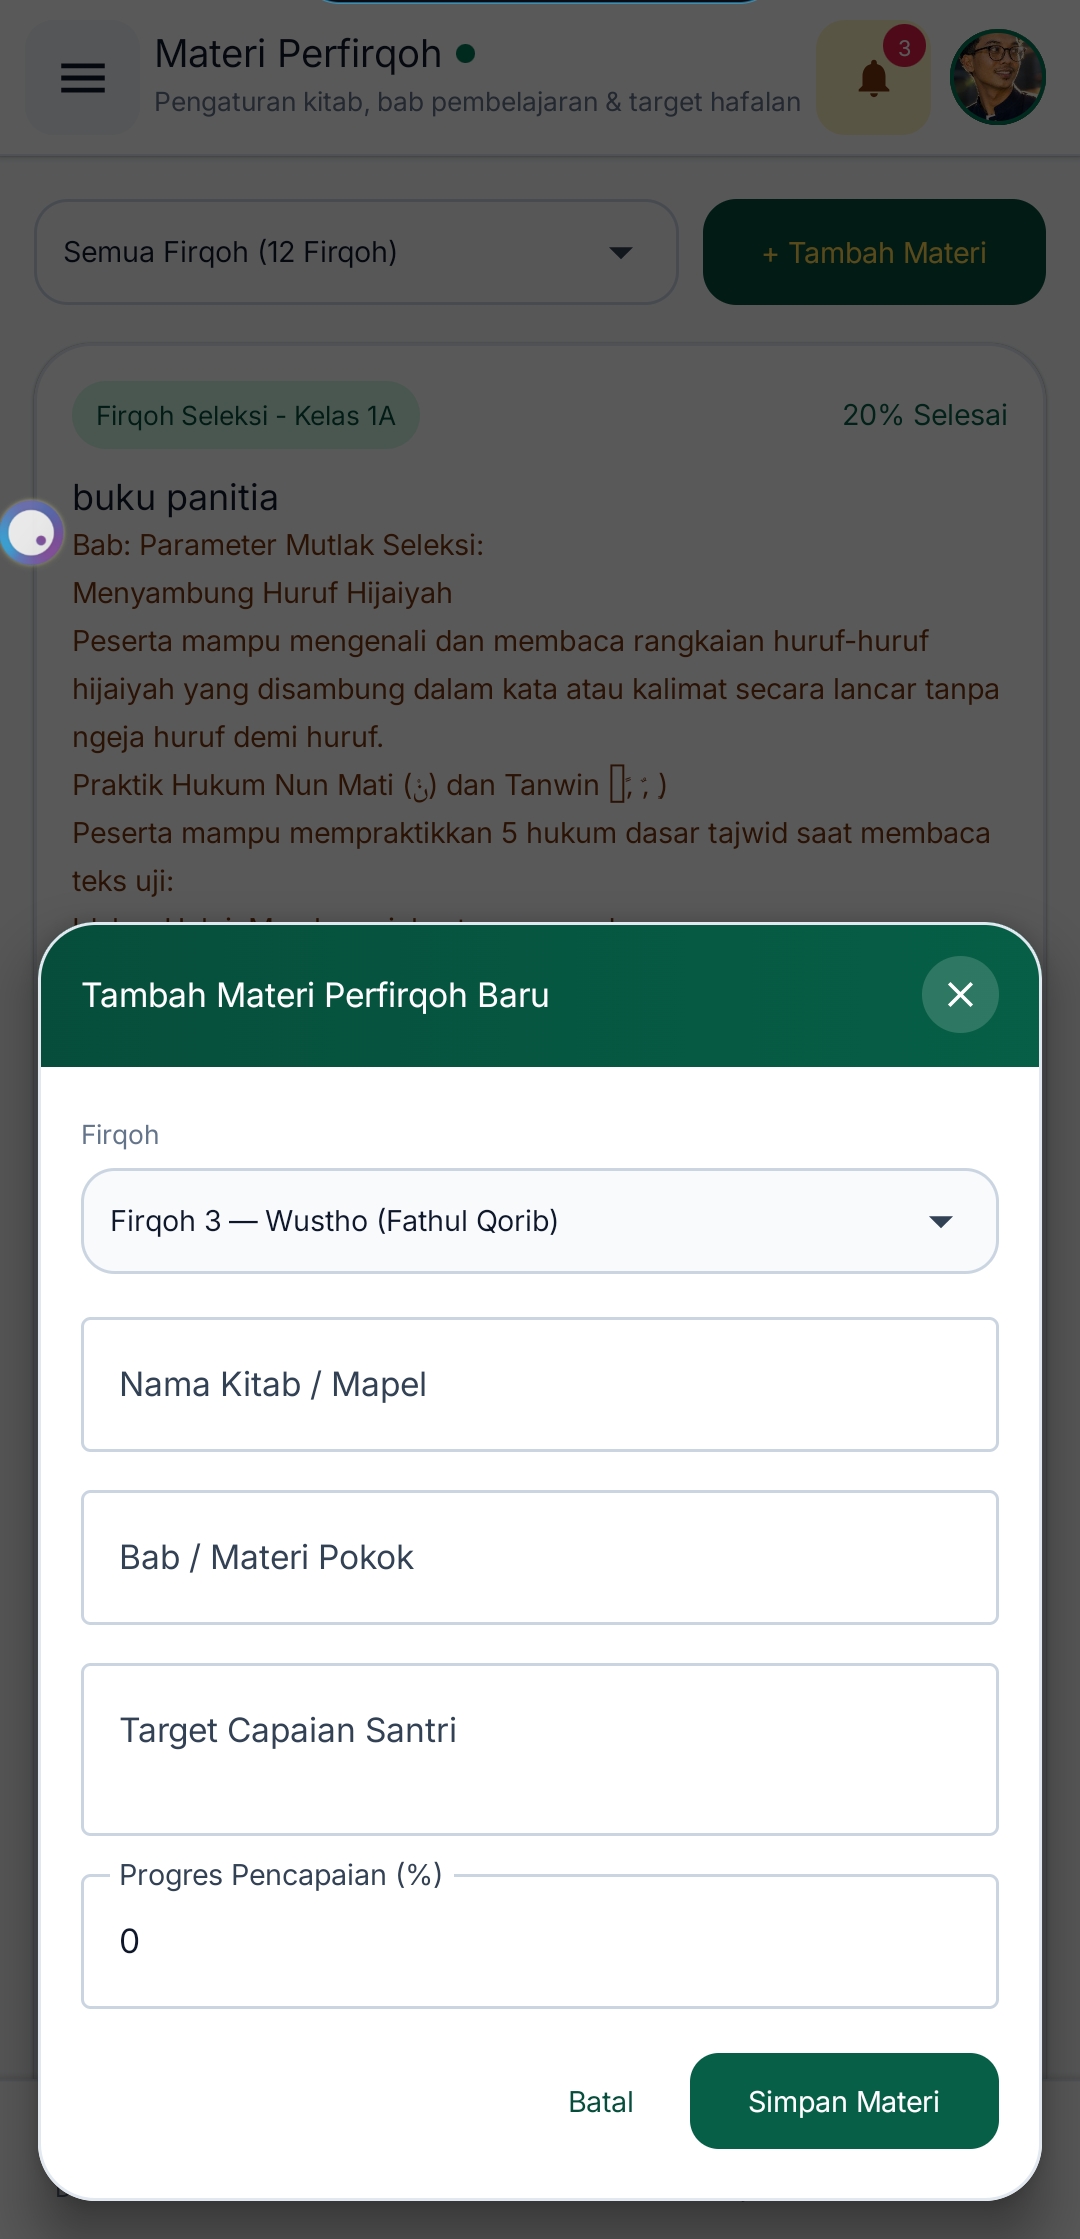 Materi Perfirqoh
Pengaturan kitab, bab pembelajaran & target hafalan
3
Semua Firqoh (12 Firqoh)
+ Tambah Materi
Firqoh Seleksi - Kelas 1A
20% Selesai
buku panitia
Bab: Parameter Mutlak Seleksi:
Menyambung Huruf Hijaiyah
Peserta mampu mengenali dan membaca rangkaian huruf-huruf
hijaiyah yang disambung dalam kata atau kalimat secara lancar tanpa
ngeja huruf demi huruf.
Praktik Hukum Nun Mati (نْ) dan Tanwin
Peserta mampu mempraktikkan 5 hukum dasar tajwid saat membaca
teks uji:
Tambah Materi Perfirqoh Baru
Firqoh
Firqoh 3 — Wustho (Fathul Qorib)
Nama Kitab / Mapel
Bab / Materi Pokok
Target Capaian Santri
Progres Pencapaian (%)
0
Batal
Simpan Materi